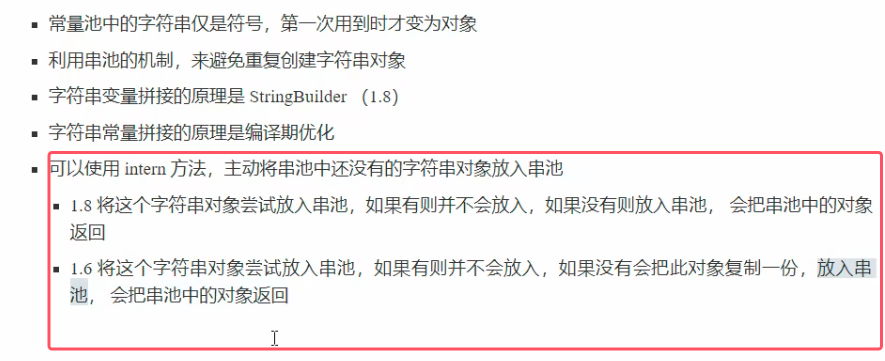 常量池中的字符串仅是符号，第一次用到时才变为对象
利用串池的机制，来避免重复创建字符串对象
字符串变量拼接的原理是 StringBuilder （1.8）
字符串常量拼接的原理是编译期优化
可以使用 intern 方法，主动将串池中还没有的字符串对象放入串池
1.8 将这个字符串对象尝试放入串池，如果有则并不会放入，如果没有则放入串池， 会把串池中的对象
返回
1.6 将这个字符串对象尝试放入串池，如果有则并不会放入，如果没有会把此对象复制一份，放入串
池， 会把串池中的对象返回